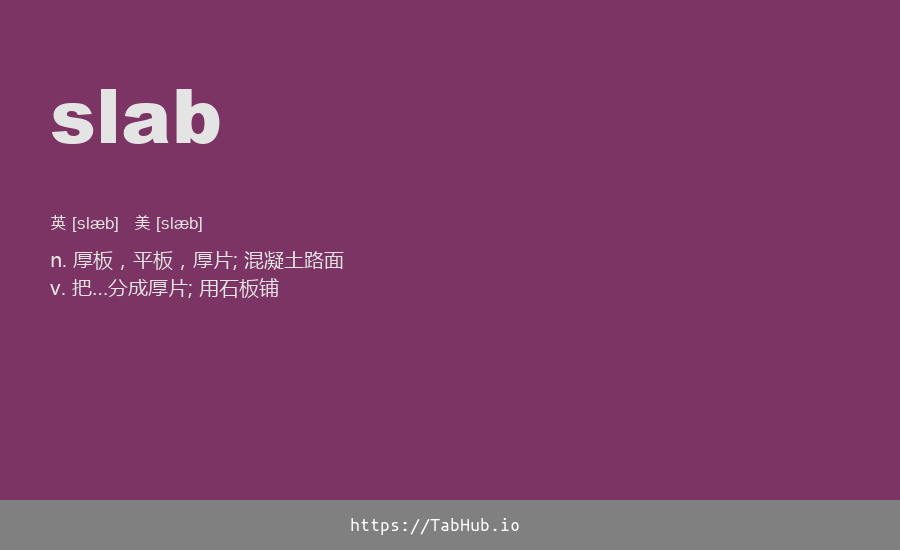 slab
英 [slæb] 美 [slæb]
n. 厚板，平板，厚片; 混凝土路面
v. 把...分成厚片; 用石板铺
https://TabHub.io